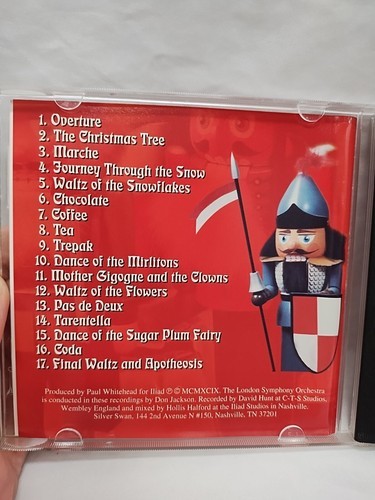 1. Overture
2. The Christmas Tree
3. Marche
4. Journey Through the Snow
5. Waltz of the Snowflakes
6. Chocolate
7. Coffee
8. Tea
9. Trepak
10. Dance of the Mirlitons
11. Mother Gigogne and the Clowns
12. Waltz of the Flowers
13. Pas de Deux
14. Tarentella
15. Dance of the Sugar Plum Fairy
16. Coda
17. Final Waltz and Apotheosis
Produced by Paul Whitehead for Iliad ℗ © MCMXCIX. The London Symphony Orchestra
is conducted in these recordings by Don Jackson. Recorded by David Hunt at C-T-S Studios,
Wembley England and mixed by Hollis Halford at the Iliad Studios in Nashville.
Silver Swan, 144 2nd Avenue N #150, Nashville, TN 37201